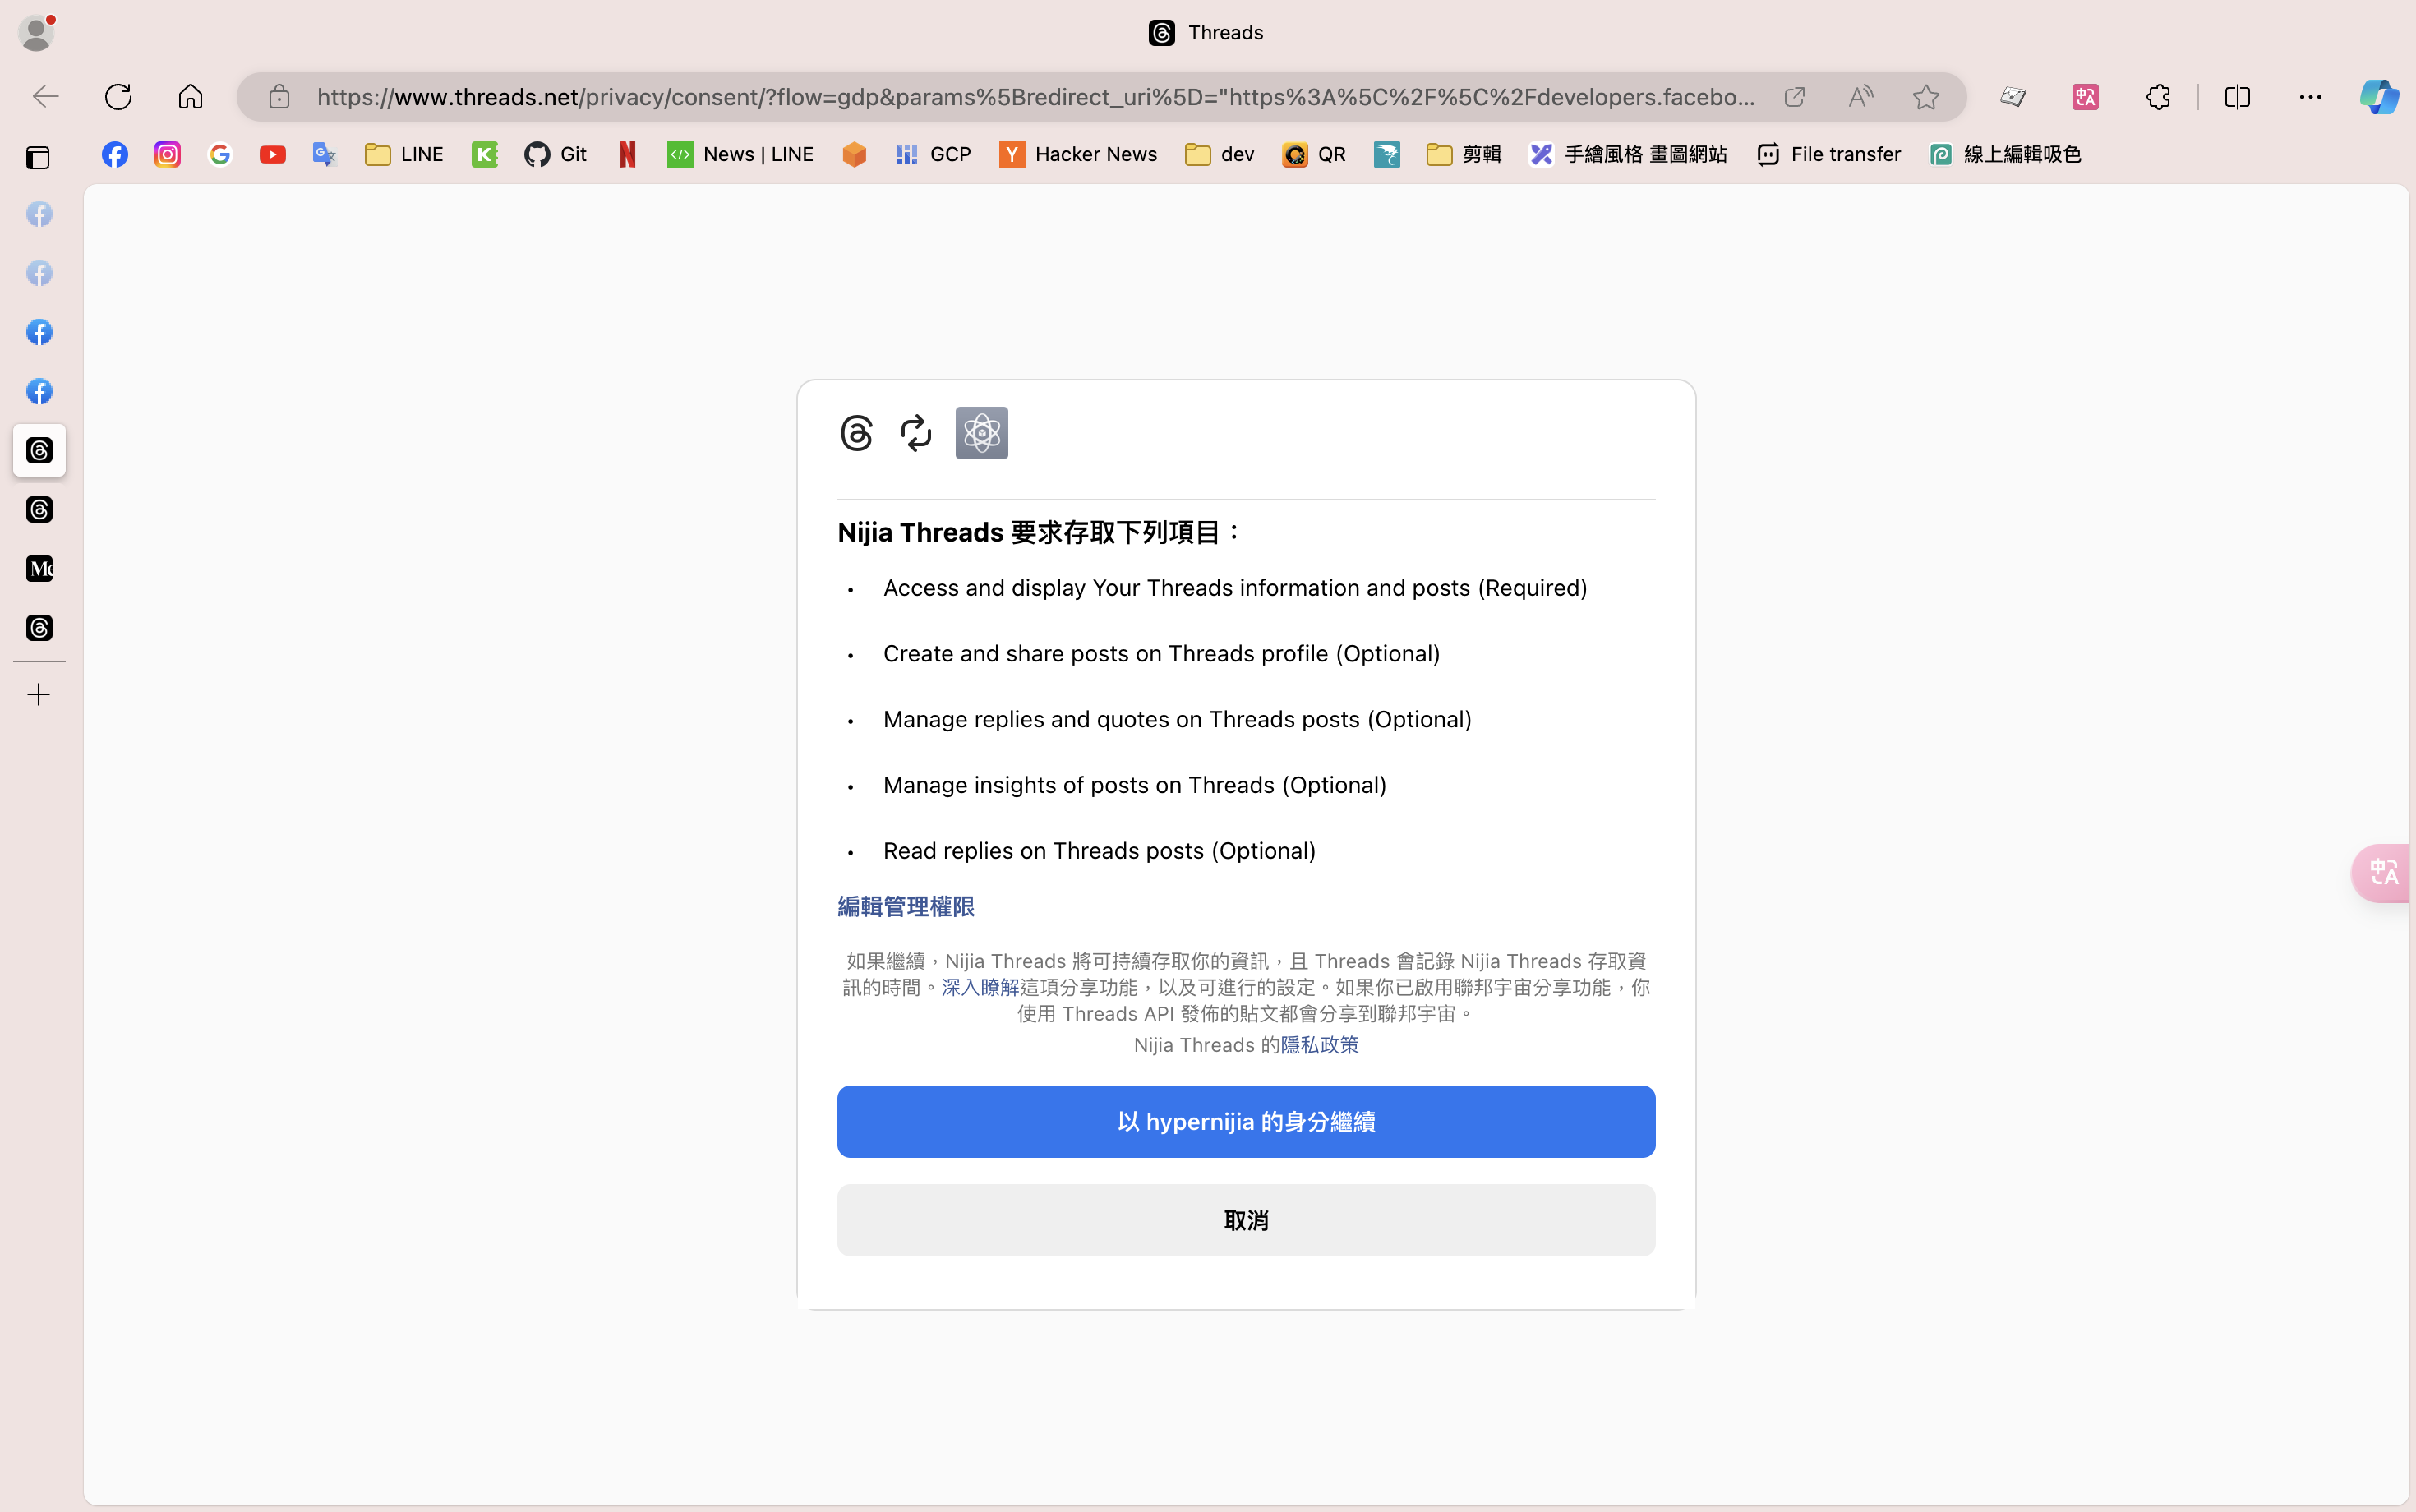 Threads
https://www.threads.net/privacy/consent/?flow=gdp&params%5Bredirect_uri%5D="https%3A%5C%2F%5C%2Fdevelopers.facebo...
LINE
Git
News | LINE
GCP
Hacker News
dev
QR
剪輯
手繪風格 畫圖網站
File transfer
線上編輯吸色
Nijia Threads 要求存取下列項目：
• Access and display Your Threads information and posts (Required)
• Create and share posts on Threads profile (Optional)
• Manage replies and quotes on Threads posts (Optional)
• Manage insights of posts on Threads (Optional)
• Read replies on Threads posts (Optional)
編輯管理權限
如果繼續，Nijia Threads 將可持續存取你的資訊，且 Threads 會記錄 Nijia Threads 存取資
訊的時間。深入瞭解這項分享功能，以及可進行的設定。如果你已啟用聯邦宇宙分享功能，你
使用 Threads API 發佈的貼文都會分享到聯邦宇宙。
Nijia Threads 的隱私政策
以 hypernijia 的身分繼續
取消